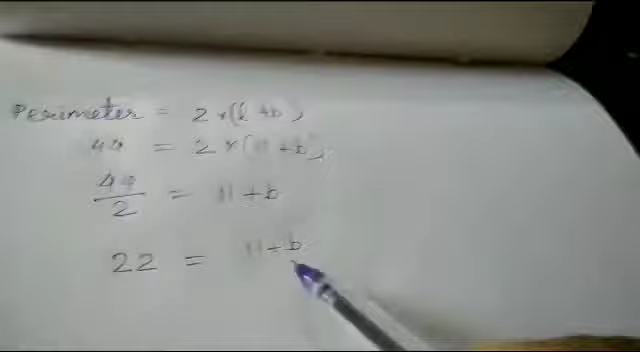 Perimeter = 2 × (l + b)
44 = 2 × (11 + b)
44/2 = 11 + b
22 = 11 + b